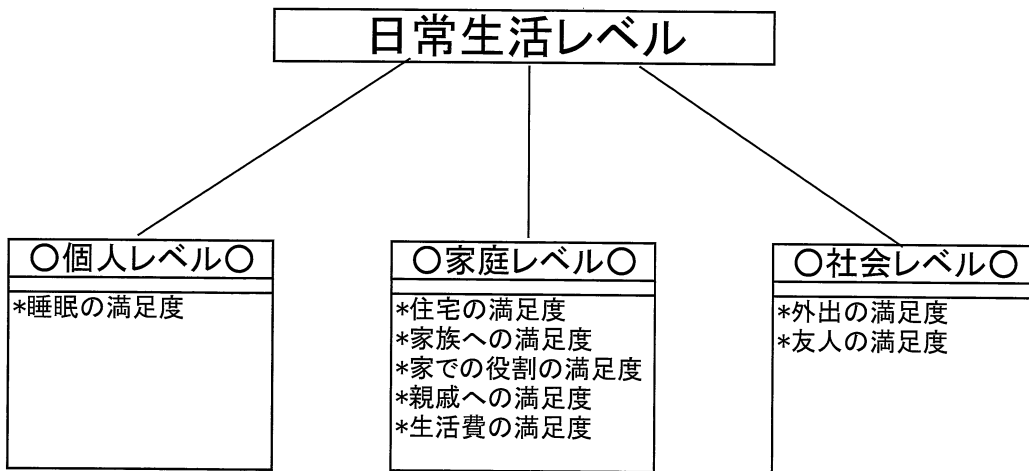 日常生活レベル
○個人レベル○
*睡眠の満足度
○家庭レベル○
*住宅の満足度
*家族への満足度
*家での役割の満足度
*親戚への満足度
*生活費の満足度
○社会レベル○
*外出の満足度
*友人の満足度